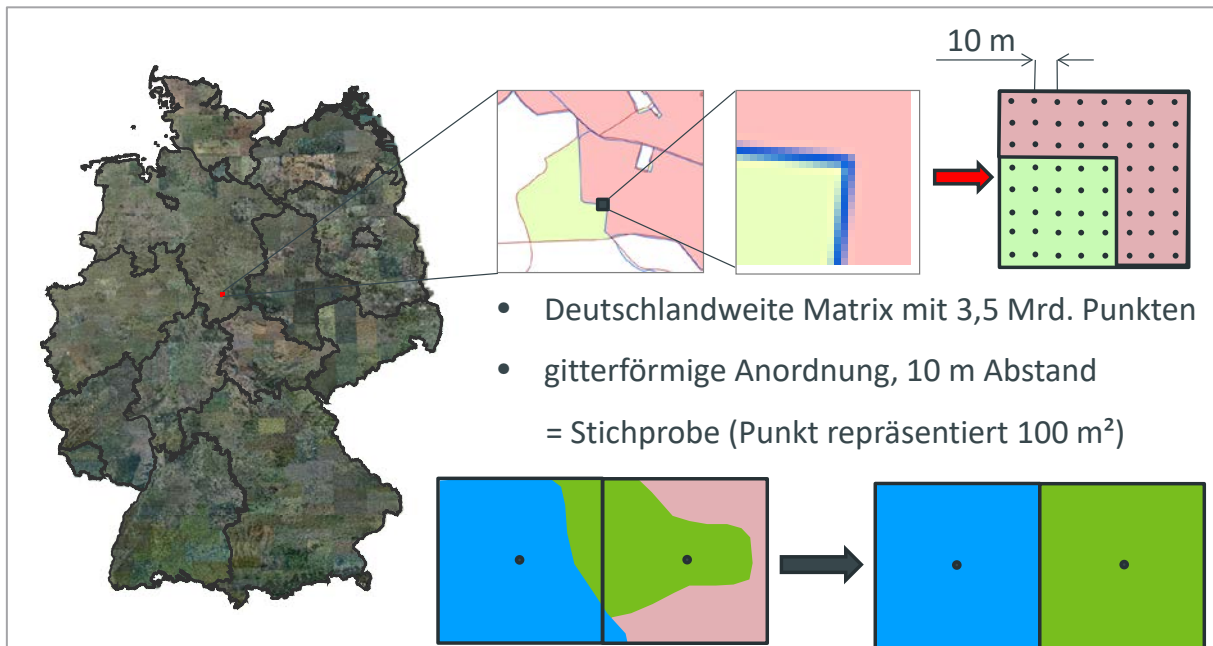 10 m
• Deutschlandweite Matrix mit 3,5 Mrd. Punkten
• gitterförmige Anordnung, 10 m Abstand
= Stichprobe (Punkt repräsentiert 100 m²)